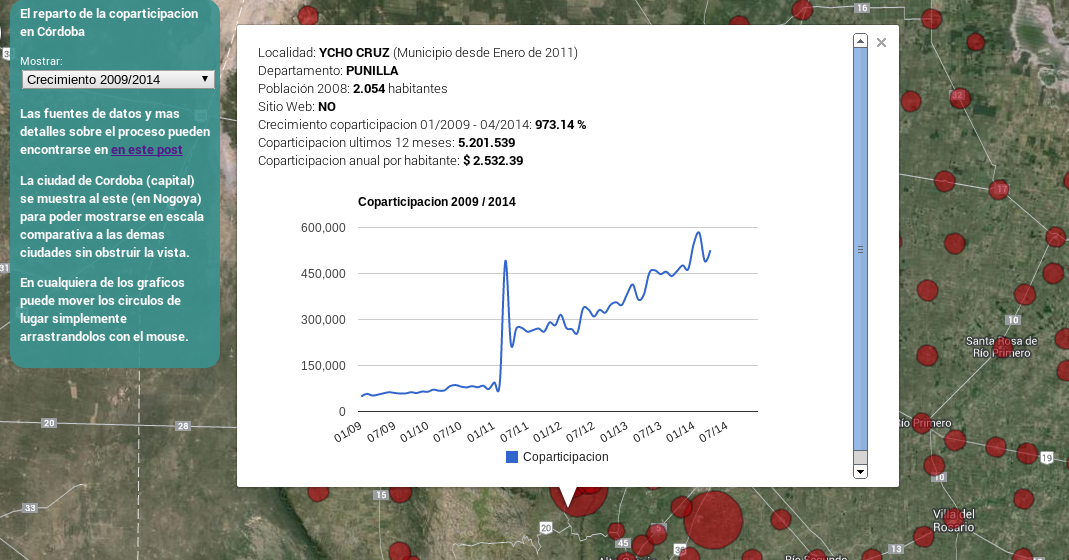 El reparto de la coparticipacion
en Córdoba
Mostrar:
Crecimiento 2009/2014
Las fuentes de datos y mas
detalles sobre el proceso pueden
encontrarse en en este post
La ciudad de Cordoba (capital)
se muestra al este (en Nogoya)
para poder mostrarse en escala
comparativa a las demas
ciudades sin obstruir la vista.
En cualquiera de los graficos
puede mover los circulos de
lugar simplemente
arrastrandolos con el mouse.
Localidad: YCHO CRUZ (Municipio desde Enero de 2011)
Departamento: PUNILLA
Población 2008: 2.054 habitantes
Sitio Web: NO
Crecimiento coparticipacion 01/2009 - 04/2014: 973.14 %
Coparticipacion ultimos 12 meses: 5.201.539
Coparticipacion anual por habitante: $ 2.532.39
Coparticipacion 2009 / 2014
600,000
450,000
300,000
150,000
0
01/09
07/09
01/10
07/10
01/11
07/11
01/12
07/12
01/13
07/13
01/14
07/14
Coparticipacion
16
32
17
10
Santa Rosa de
Río Primero
Río Primero
19
10
Villa del
Rosario
13
20
28
33
31
15
20
45
36
Río Segundo